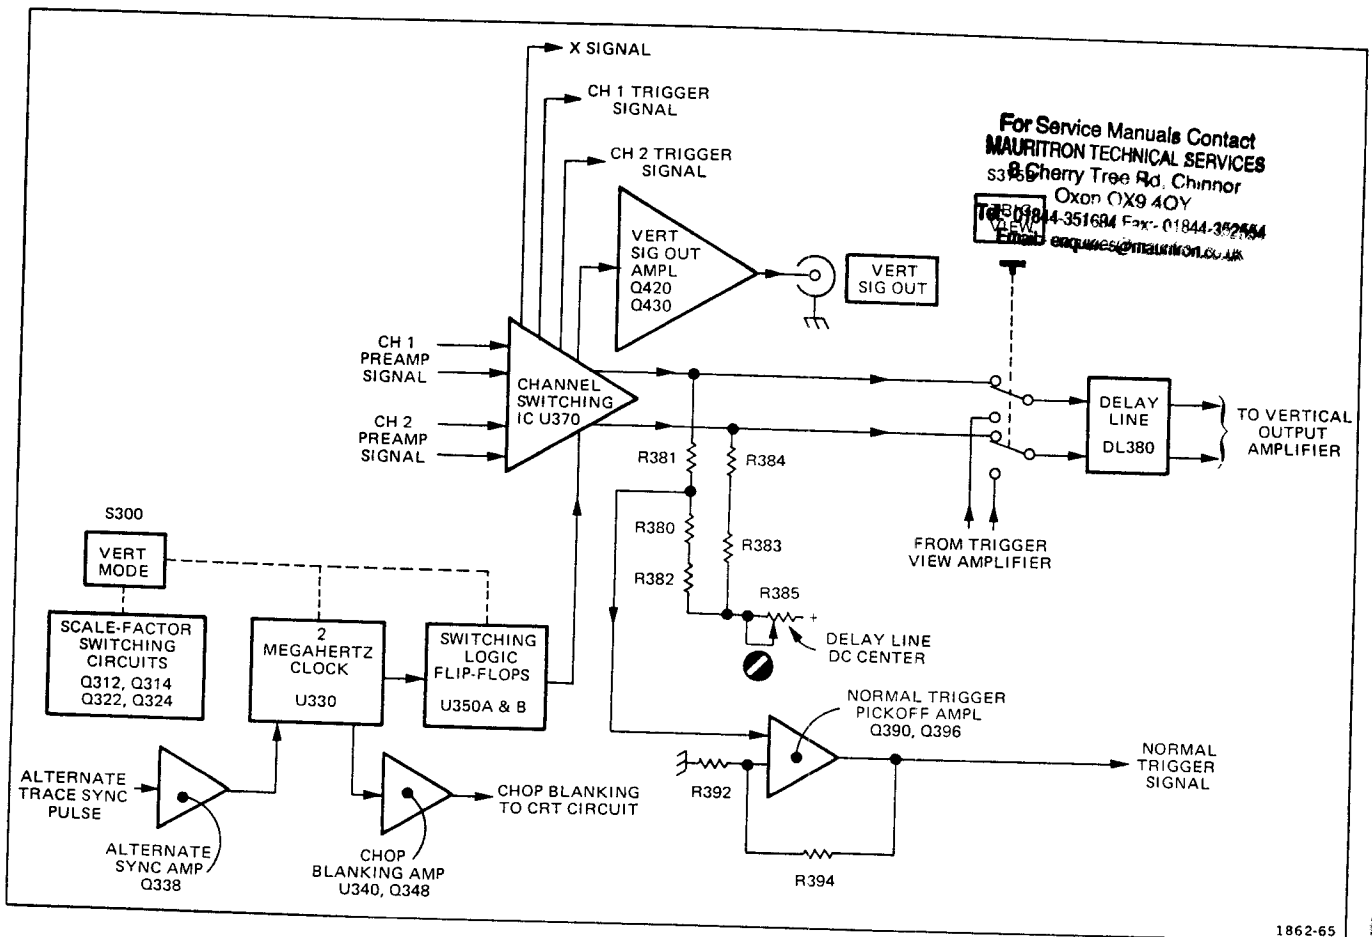 X SIGNAL
CH 1 TRIGGER
SIGNAL
CH 2 TRIGGER
SIGNAL
For Service Manuals Contact
MAURITRON TECHNICAL SERVICES
8 Cherry Tree Rd, Chinnor
Oxon OX9 4QY
Tel:- 01844-351694 Fax:- 01844-352554
Email:- enquiries@mauritron.co.uk
VIEW
VERT
SIG OUT
AMPL
Q420
Q430
VERT
SIG OUT
CH 1
PREAMP
SIGNAL
CH 2
PREAMP
SIGNAL
CHANNEL
SWITCHING
IC U370
DELAY
LINE
DL380
TO VERTICAL
OUTPUT
AMPLIFIER
R381
R384
R380
R383
R382
R385
+
DELAY LINE
DC CENTER
FROM TRIGGER
VIEW AMPLIFIER
S300
VERT
MODE
SCALE-FACTOR
SWITCHING
CIRCUITS
Q312, Q314
Q322, Q324
2
MEGAHERTZ
CLOCK
U330
SWITCHING
LOGIC
FLIP-FLOPS
U350A & B
NORMAL TRIGGER
PICKOFF AMPL
Q390, Q396
NORMAL
TRIGGER
SIGNAL
R392
R394
ALTERNATE
TRACE SYNC
PULSE
ALTERNATE
SYNC AMP
Q338
CHOP BLANKING
TO CRT CIRCUIT
CHOP
BLANKING AMP
U340, Q348
1862-65